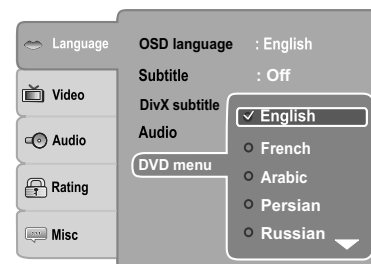 Language
Video
Audio
Rating
Misc
OSD language : English
Subtitle : Off
DivX subtitle
Audio
DVD menu
English
French
Arabic
Persian
Russian